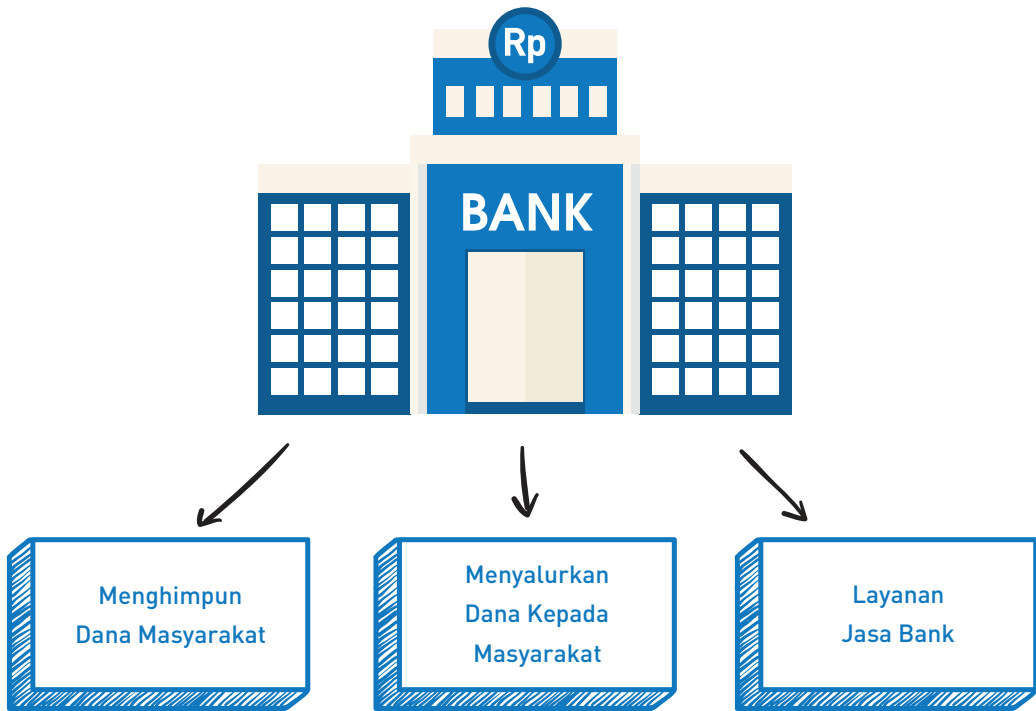 Rp
BANK
Menghimpun
Dana Masyarakat
Menyalurkan
Dana Kepada
Masyarakat
Layanan
Jasa Bank